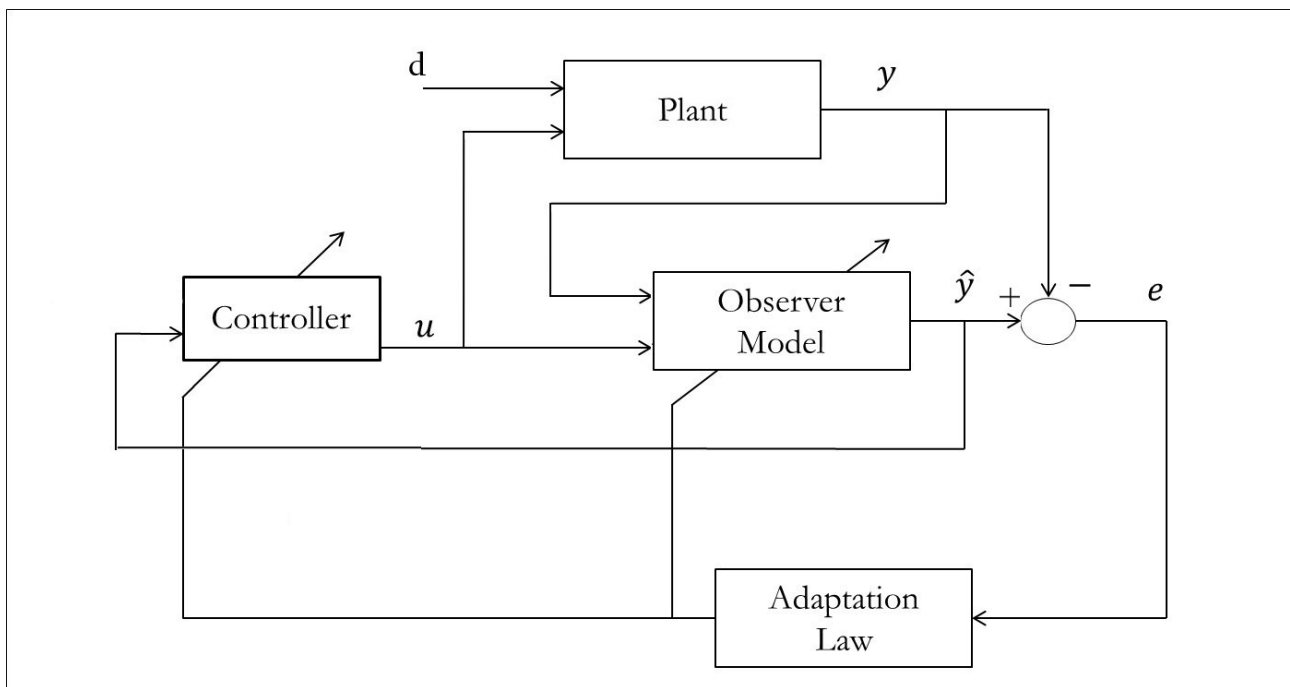 d
Plant
y
Controller
u
Observer
Model
ŷ
+
−
e
Adaptation
Law